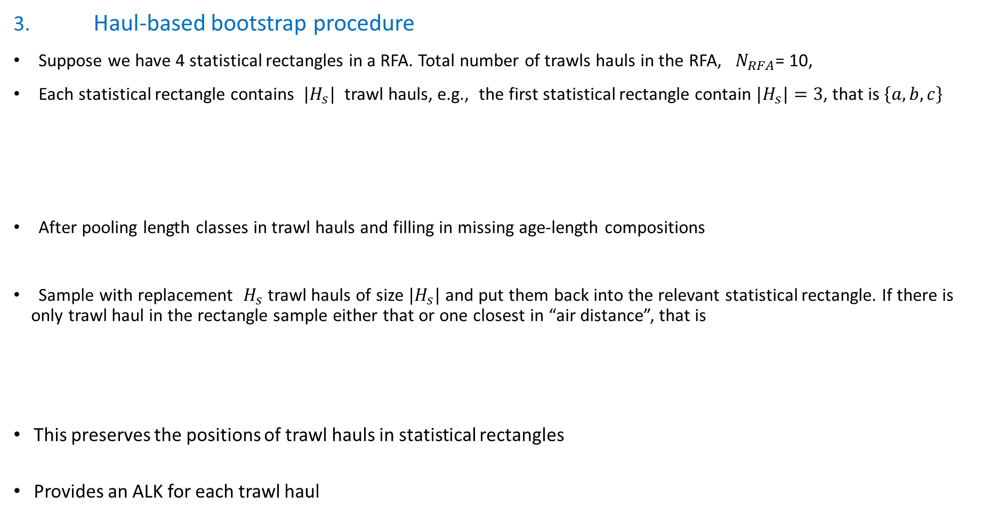 3. Haul-based bootstrap procedure
• Suppose we have 4 statistical rectangles in a RFA. Total number of trawls hauls in the RFA, N_RFA= 10,
• Each statistical rectangle contains |H_s| trawl hauls, e.g., the first statistical rectangle contain |H_s| = 3, that is {a, b, c}
• After pooling length classes in trawl hauls and filling in missing age-length compositions
• Sample with replacement H_s trawl hauls of size |H_s| and put them back into the relevant statistical rectangle. If there is
only trawl haul in the rectangle sample either that or one closest in “air distance”, that is
• This preserves the positions of trawl hauls in statistical rectangles
• Provides an ALK for each trawl haul